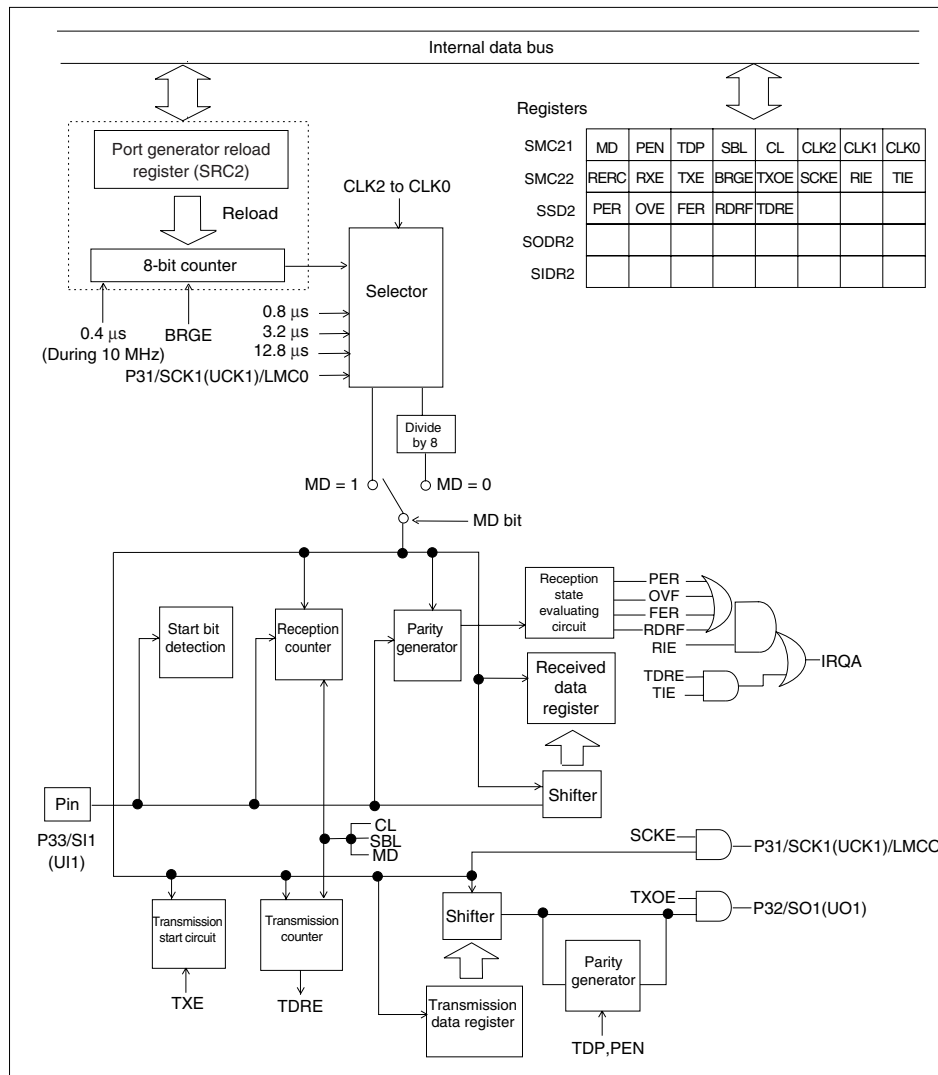 Internal data bus
Port generator reload
register (SRC2)
Reload
8-bit counter
0.4 µs
(During 10 MHz)
BRGE
CLK2 to CLK0
Selector
0.8 µs
3.2 µs
12.8 µs
P31/SCK1(UCK1)/LMC0
Divide
by 8
MD = 1
MD = 0
MD bit
Registers
SMC21 MD PEN TDP SBL CL CLK2 CLK1 CLK0
SMC22 RERC RXE TXE BRGE TXOE SCKE RIE TIE
SSD2 PER OVE FER RDRF TDRE
SODR2
SIDR2
Start bit
detection
Reception
counter
Parity
generator
Reception
state
evaluating
circuit
PER
OVF
FER
RDRF
RIE
TDRE
TIE
IRQA
Received
data
register
Shifter
Pin
P33/SI1
(UI1)
CL
SBL
MD
SCKE
P31/SCK1(UCK1)/LMCO
TXOE
P32/SO1(UO1)
Transmission
start circuit
TXE
Transmission
counter
TDRE
Shifter
Transmission
data register
Parity
generator
TDP,PEN